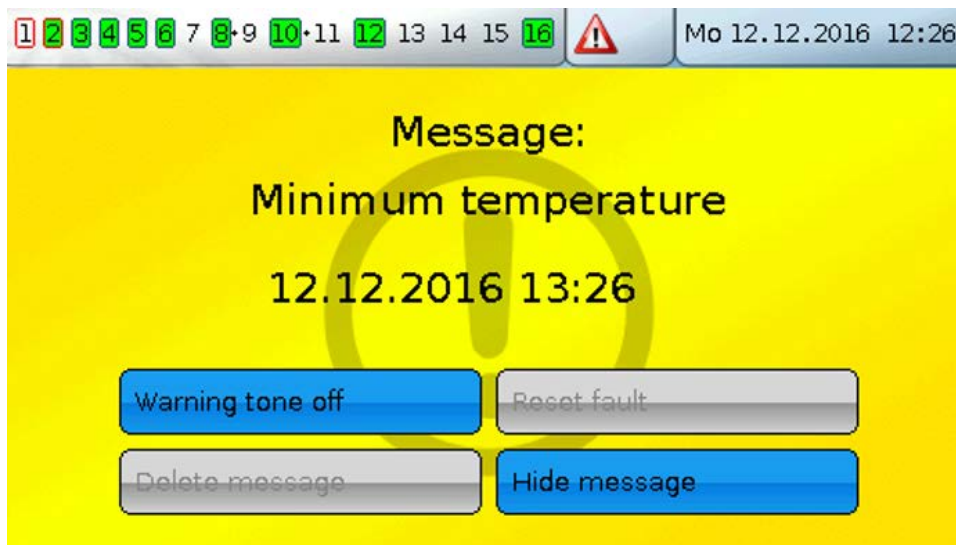 1 2 3 4 5 6 7 8+9 10+11 12 13 14 15 16 Mo 12.12.2016 12:26
Message:
Minimum temperature
12.12.2016 13:26
Warning tone off Reset fault
Delete message Hide message